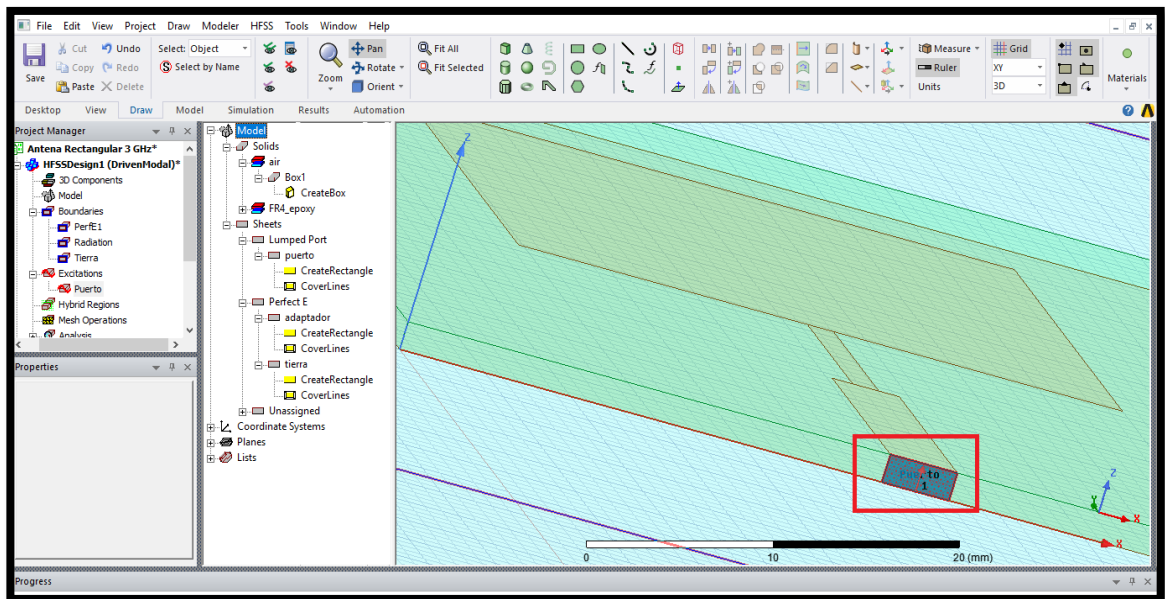 File Edit View Project Draw Modeler HFSS Tools Window Help
Save
Cut
Copy
Paste
Undo
Redo
Delete
Select: Object
Select by Name
Zoom
Pan
Rotate
Orient
Fit All
Fit Selected
Measure
Ruler
Units
Grid
XY
3D
Materials
Desktop View Draw Model Simulation Results Automation
Project Manager
Antena Rectangular 3 GHz*
HFSSDesign1 (DrivenModal)*
3D Components
Model
Boundaries
PerfE1
Radiation
Tierra
Excitations
Puerto
Hybrid Regions
Mesh Operations
Analysis
Properties
Model
Solids
air
Box1
CreateBox
FR4_epoxy
Sheets
Lumped Port
puerto
CreateRectangle
CoverLines
Perfect E
adaptador
CreateRectangle
CoverLines
tierra
CreateRectangle
CoverLines
Unassigned
Coordinate Systems
Planes
Lists
Z
Puerto
1
Z
Y
X
X
0 10 20 (mm)
Progress